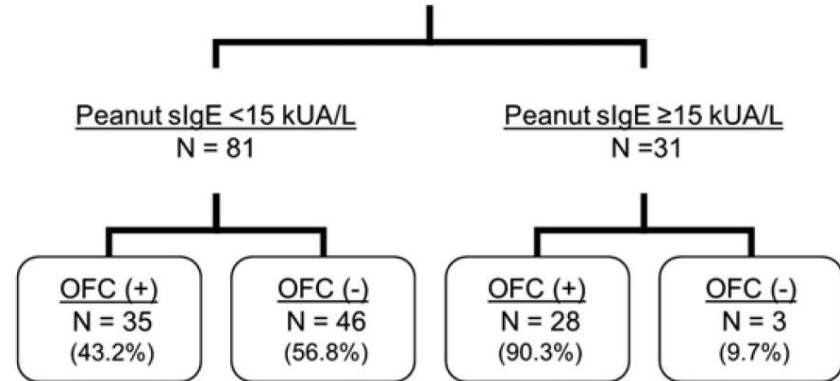 Peanut sIgE <15 kUA/L
N = 81
Peanut sIgE ≥15 kUA/L
N =31
OFC (+)
N = 35
(43.2%)
OFC (-)
N = 46
(56.8%)
OFC (+)
N = 28
(90.3%)
OFC (-)
N = 3
(9.7%)